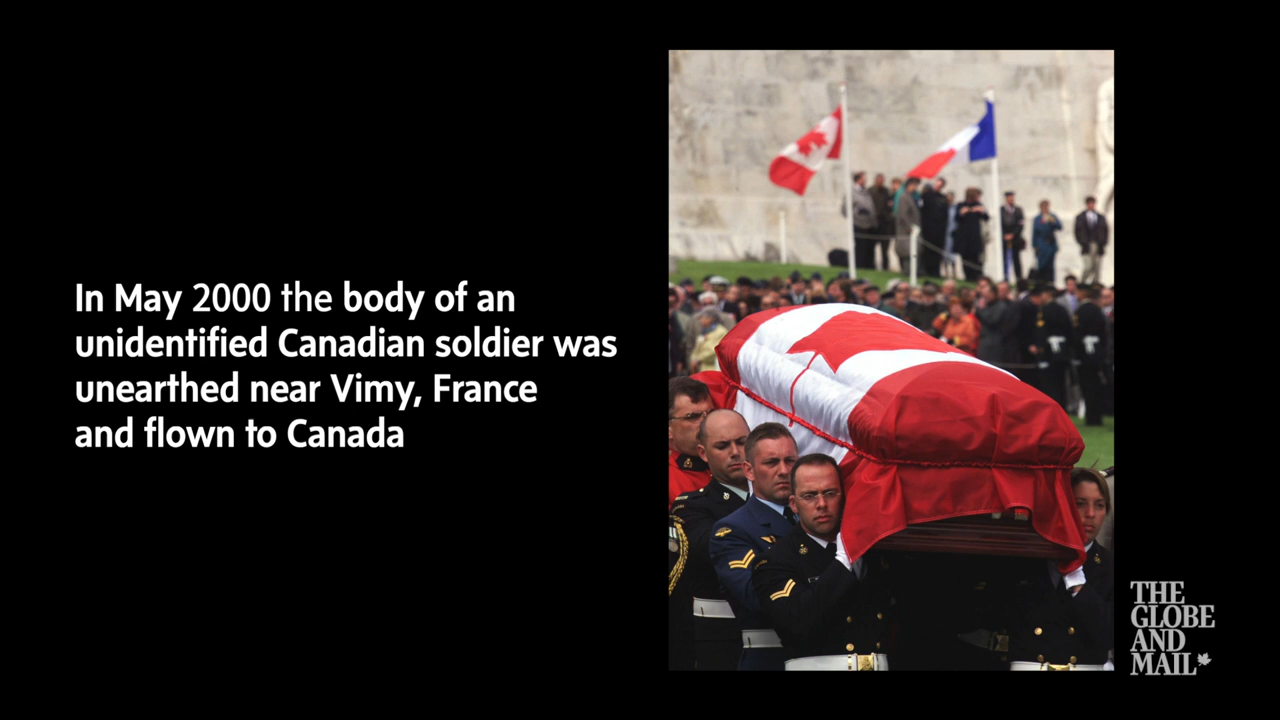 In May 2000 the body of an
unidentified Canadian soldier was
unearthed near Vimy, France
and flown to Canada
THE
GLOBE
AND
MAIL